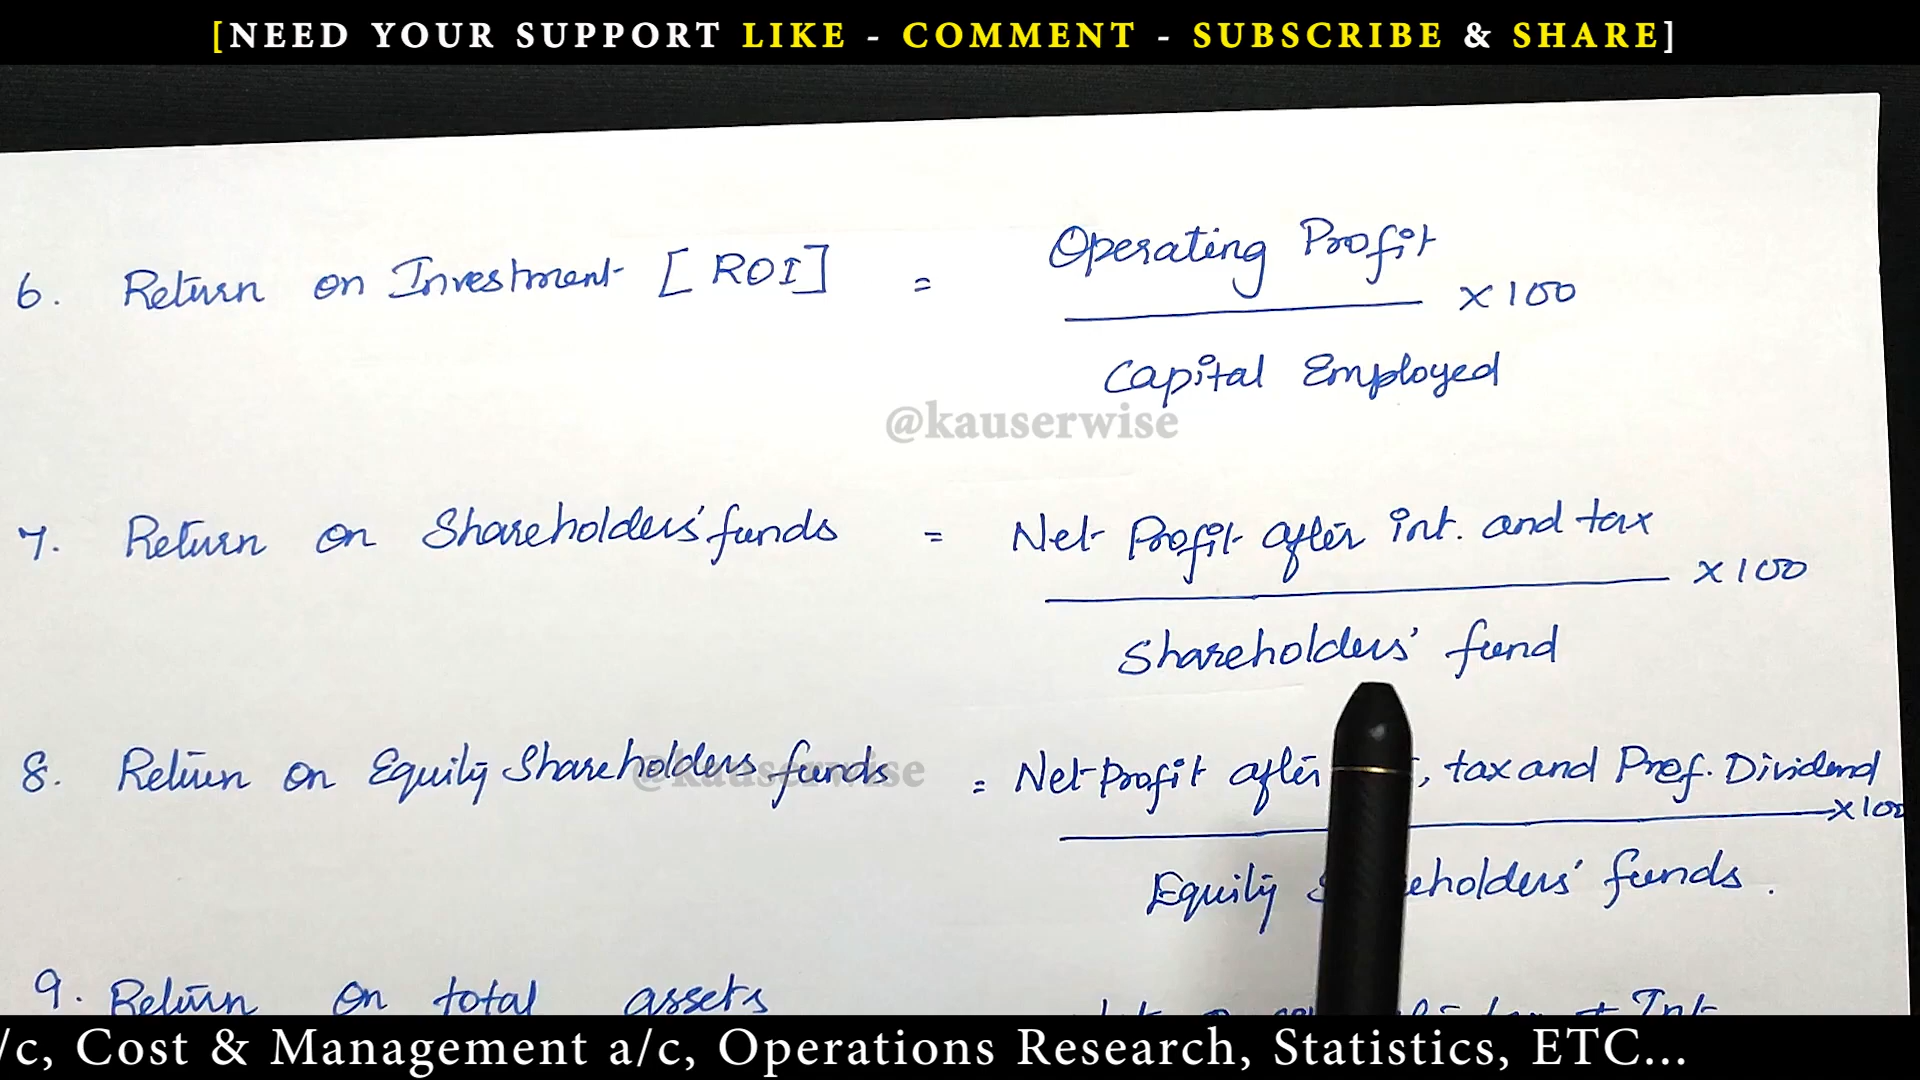 [NEED YOUR SUPPORT LIKE - COMMENT - SUBSCRIBE & SHARE]
6. Return on Investment [ROI] = Operating Profit
x 100
Capital Employed
@kauserwise
7. Return on Shareholders' funds = Net Profit after int. and tax
x 100
Shareholders' fund
8. Return on Equity Shareholders funds = Net Profit after , tax and Pref. Dividend
x 100
@kauserwise
Equity eholders' funds.
9. Return on total assets
/c, Cost & Management a/c, Operations Research, Statistics, ETC...